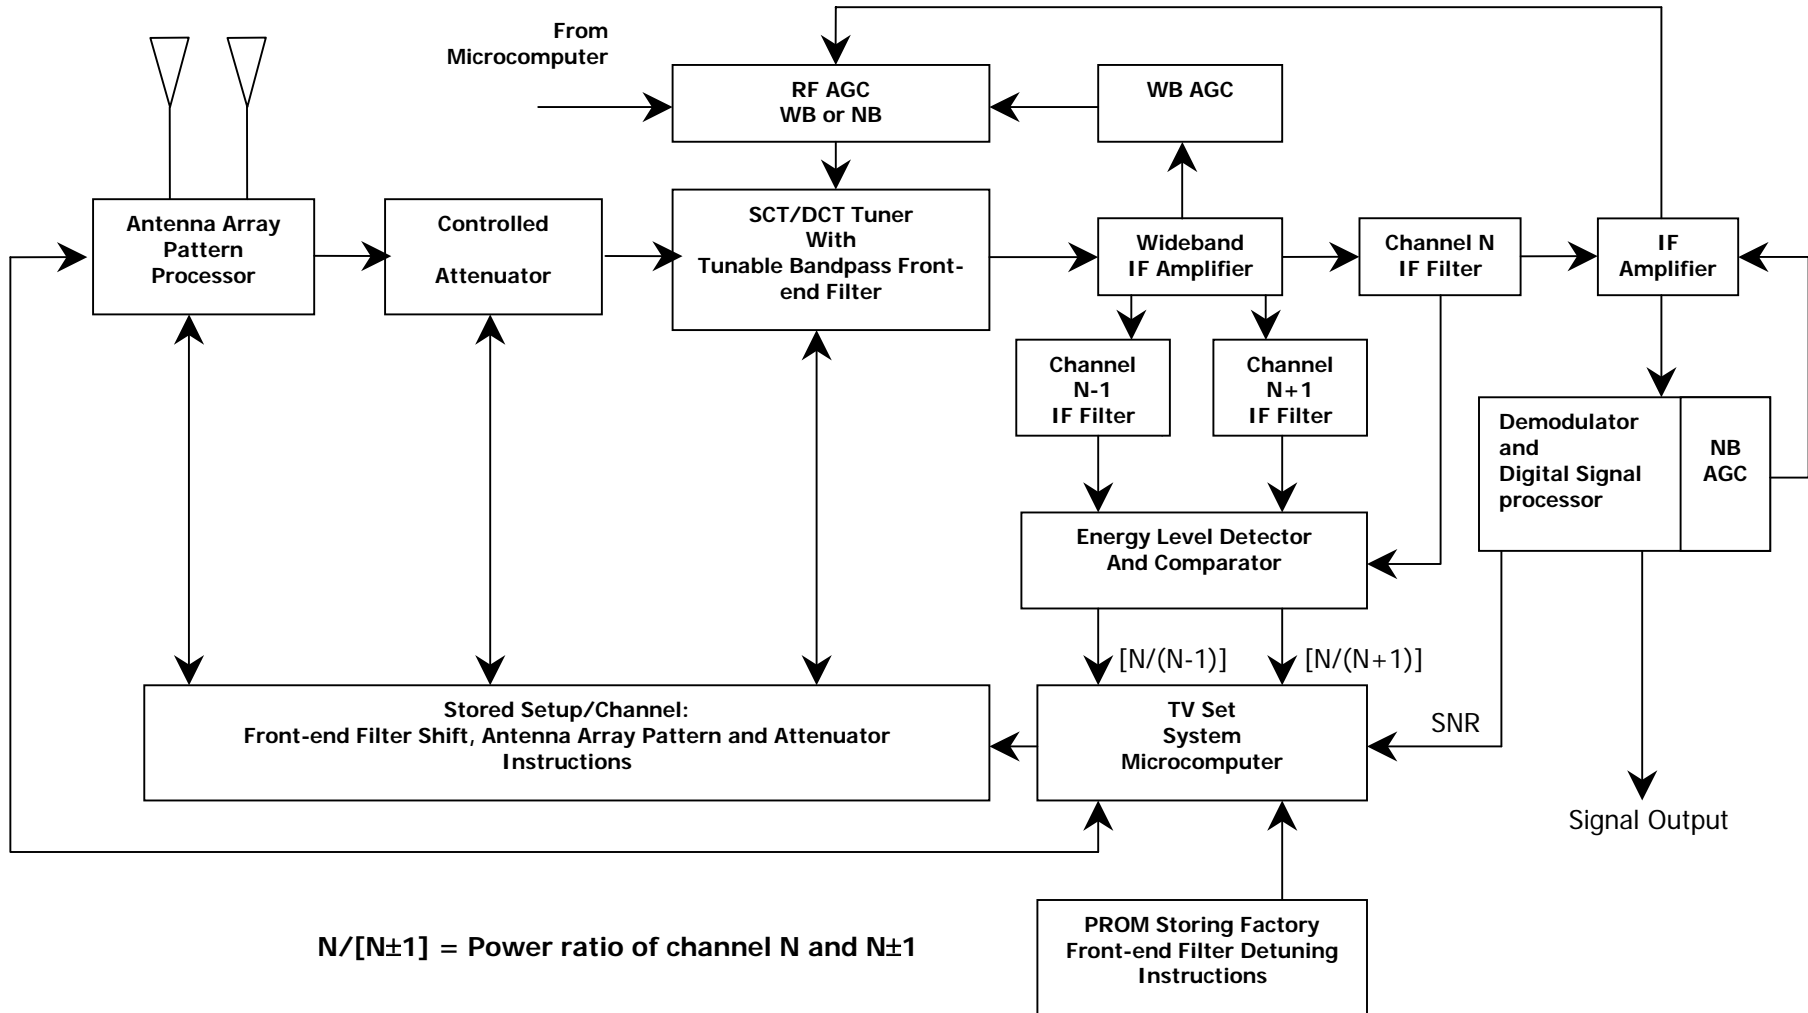 From
Microcomputer
RF AGC
WB or NB
WB AGC
Antenna Array
Pattern
Processor
Controlled
Attenuator
SCT/DCT Tuner
With
Tunable Bandpass Front-
end Filter
Wideband
IF Amplifier
Channel N
IF Filter
IF
Amplifier
Channel
N-1
IF Filter
Channel
N+1
IF Filter
Demodulator
and
Digital Signal
processor
NB
AGC
Energy Level Detector
And Comparator
[N/(N-1)]
[N/(N+1)]
Stored Setup/Channel:
Front-end Filter Shift, Antenna Array Pattern and Attenuator
Instructions
TV Set
System
Microcomputer
SNR
Signal Output
PROM Storing Factory
Front-end Filter Detuning
Instructions
N/[N±1] = Power ratio of channel N and N±1